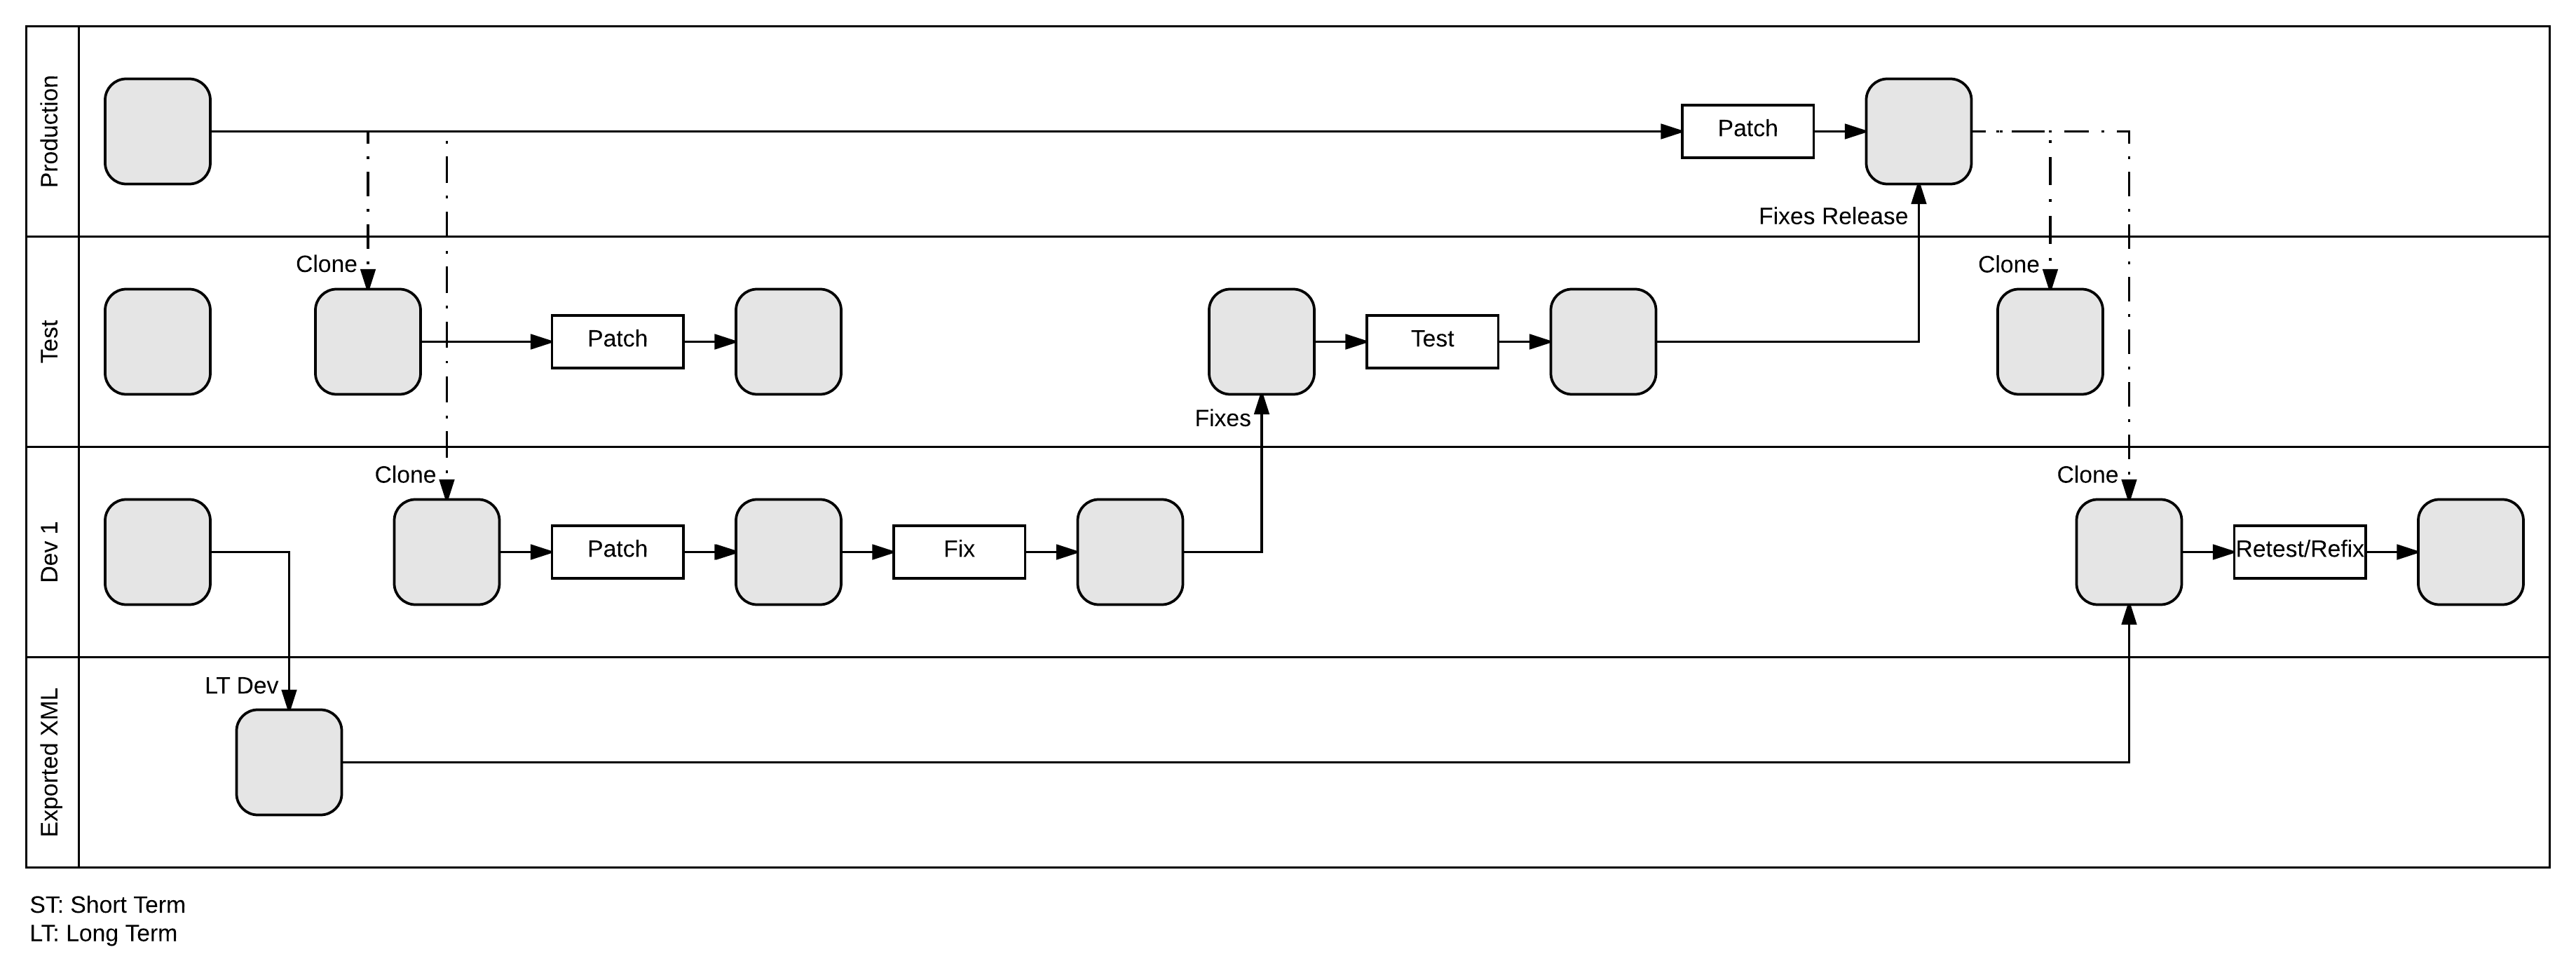 Production
Patch
Fixes Release
Test
Clone
Patch
Test
Clone
Fixes
Dev 1
Clone
Patch
Fix
Clone
Retest/Refix
Exported XML
LT Dev
ST: Short Term
LT: Long Term